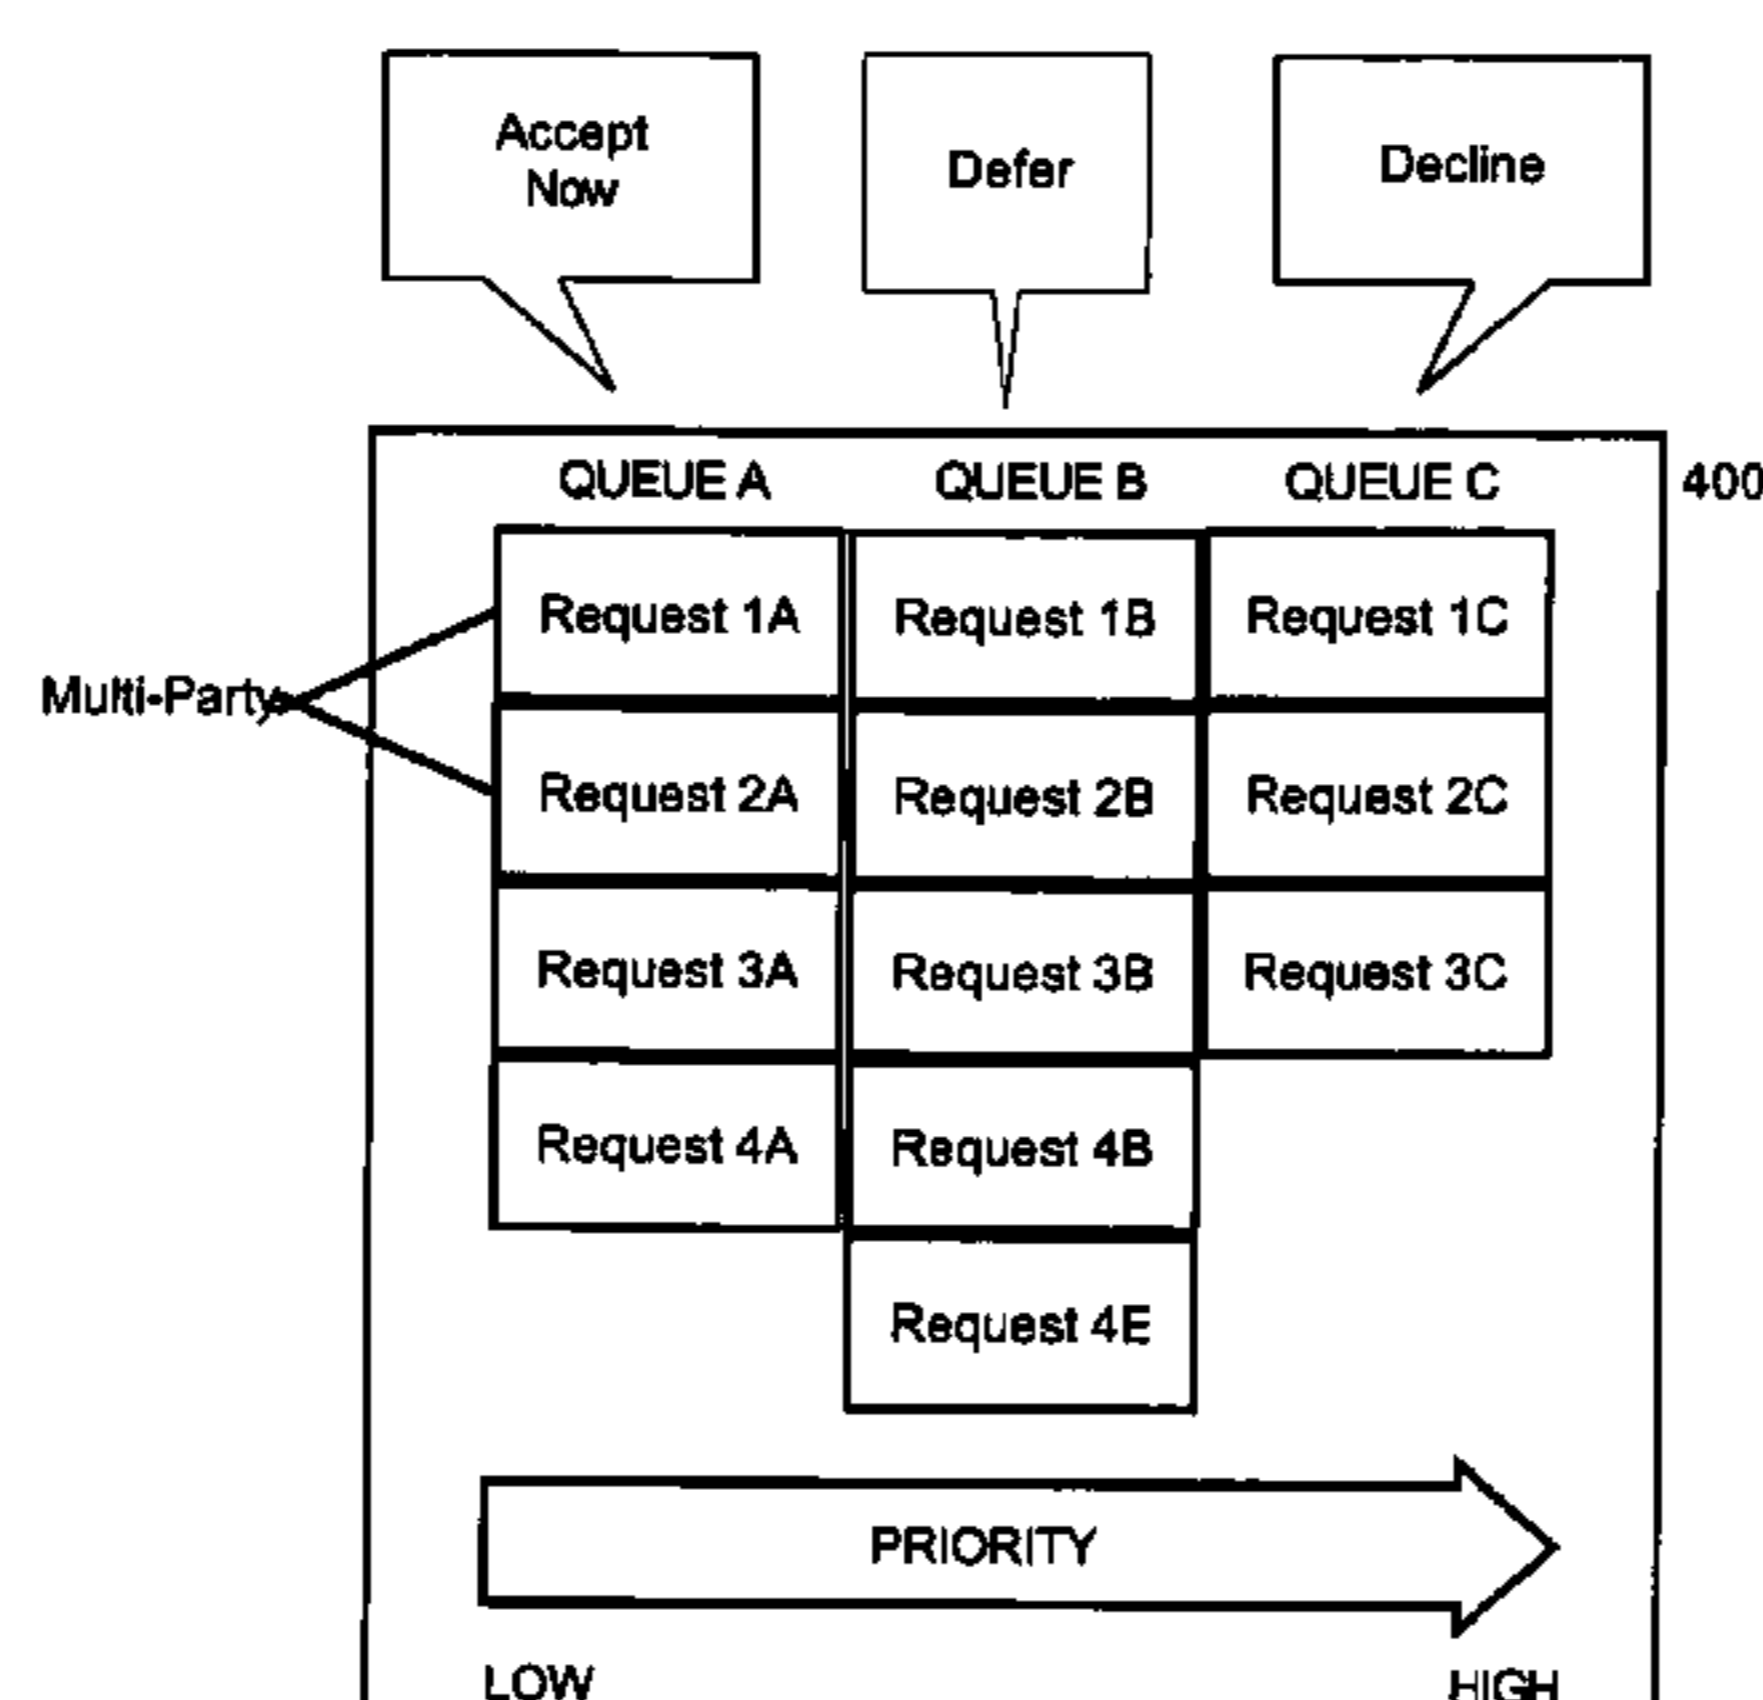 Accept
Now
Defer
Decline
QUEUE A QUEUE B QUEUE C 400
Request 1A Request 1B Request 1C
Multi-Party
Request 2A Request 2B Request 2C
Request 3A Request 3B Request 3C
Request 4A Request 4B
Request 4E
PRIORITY
LOW HIGH